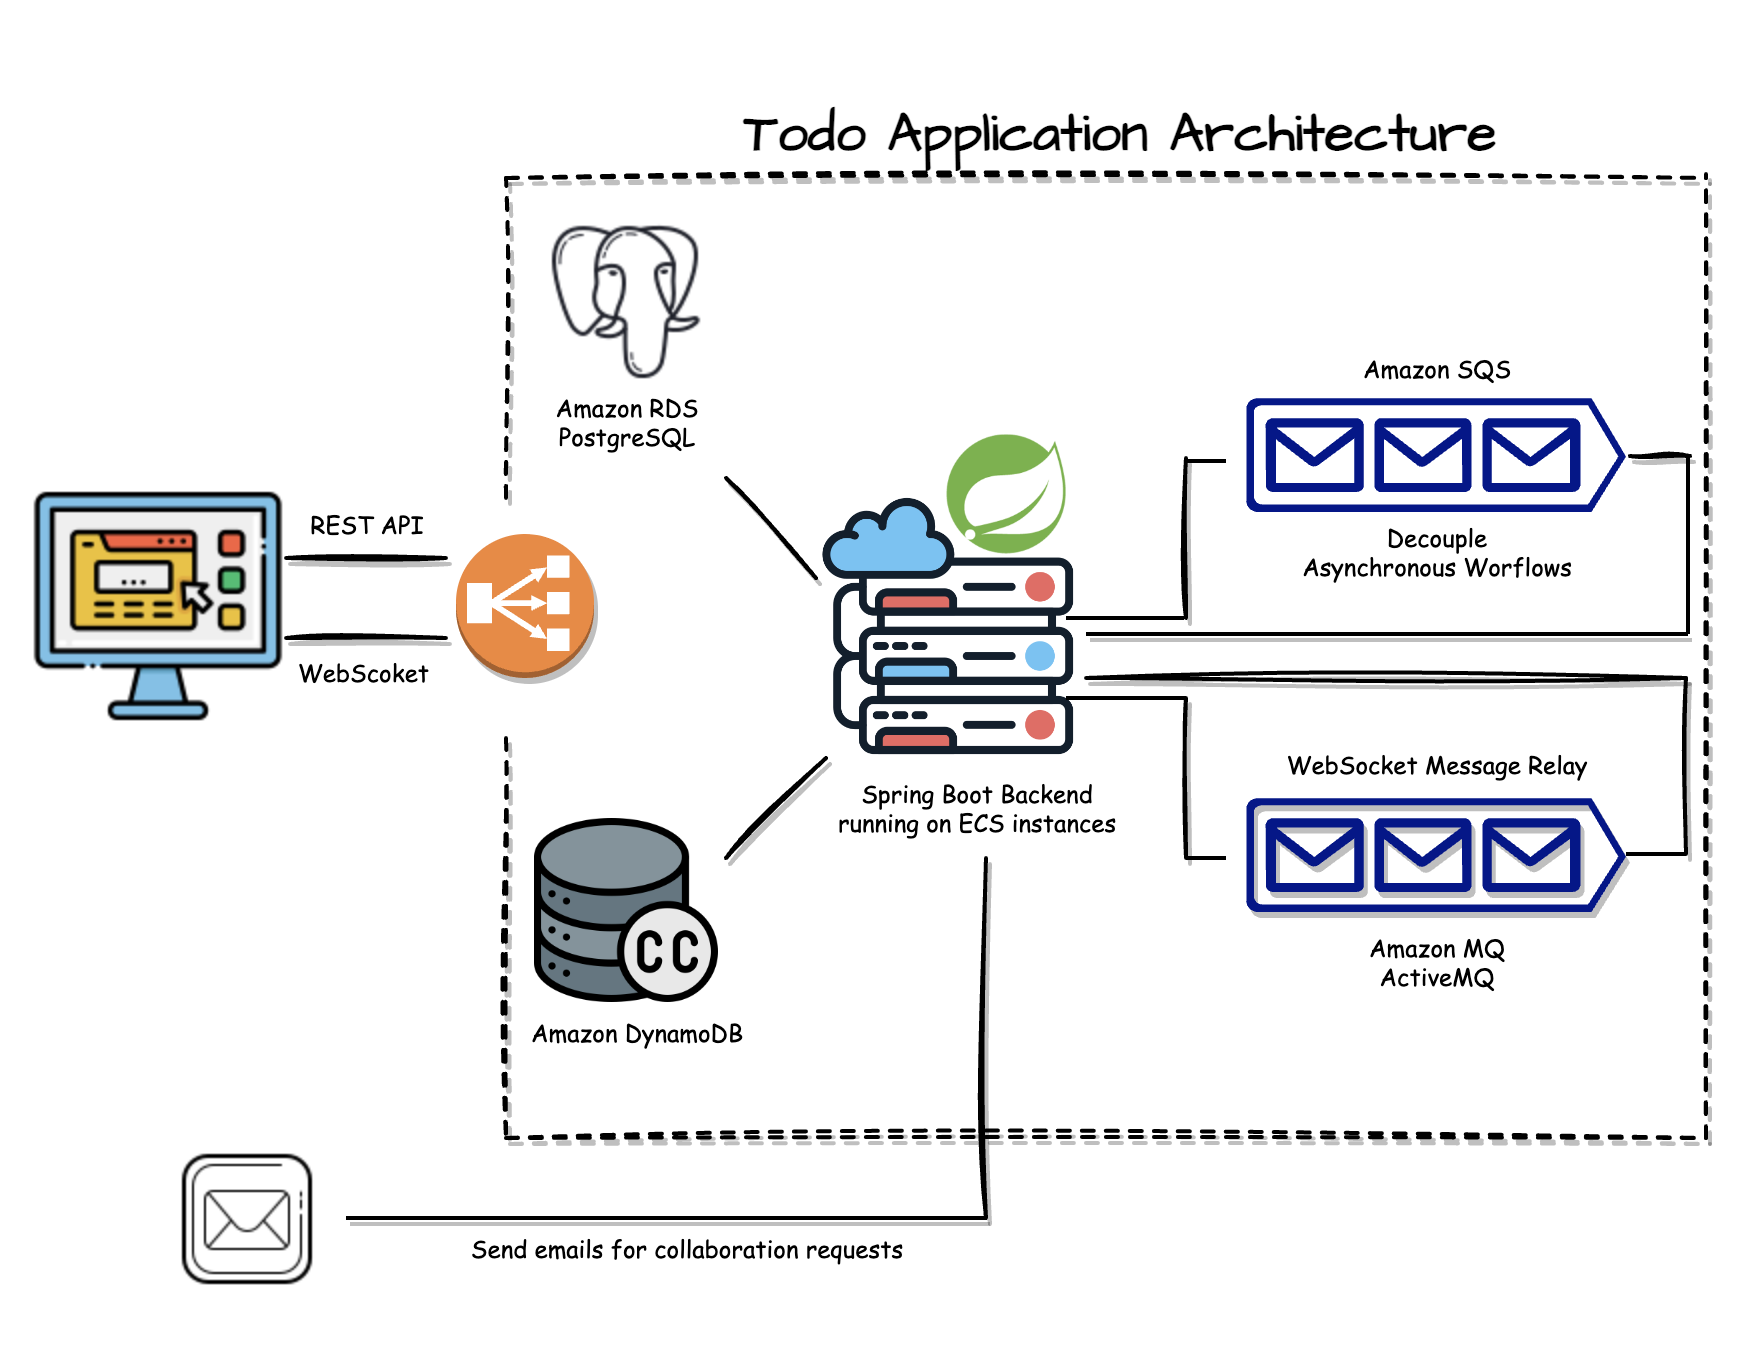 Todo Application Architecture
Amazon RDS
PostgreSQL
Amazon SQS
Decouple
Asynchronous Worflows
REST API
WebScoket
Spring Boot Backend
running on ECS instances
WebSocket Message Relay
Amazon MQ
ActiveMQ
CC
Amazon DynamoDB
Send emails for collaboration requests